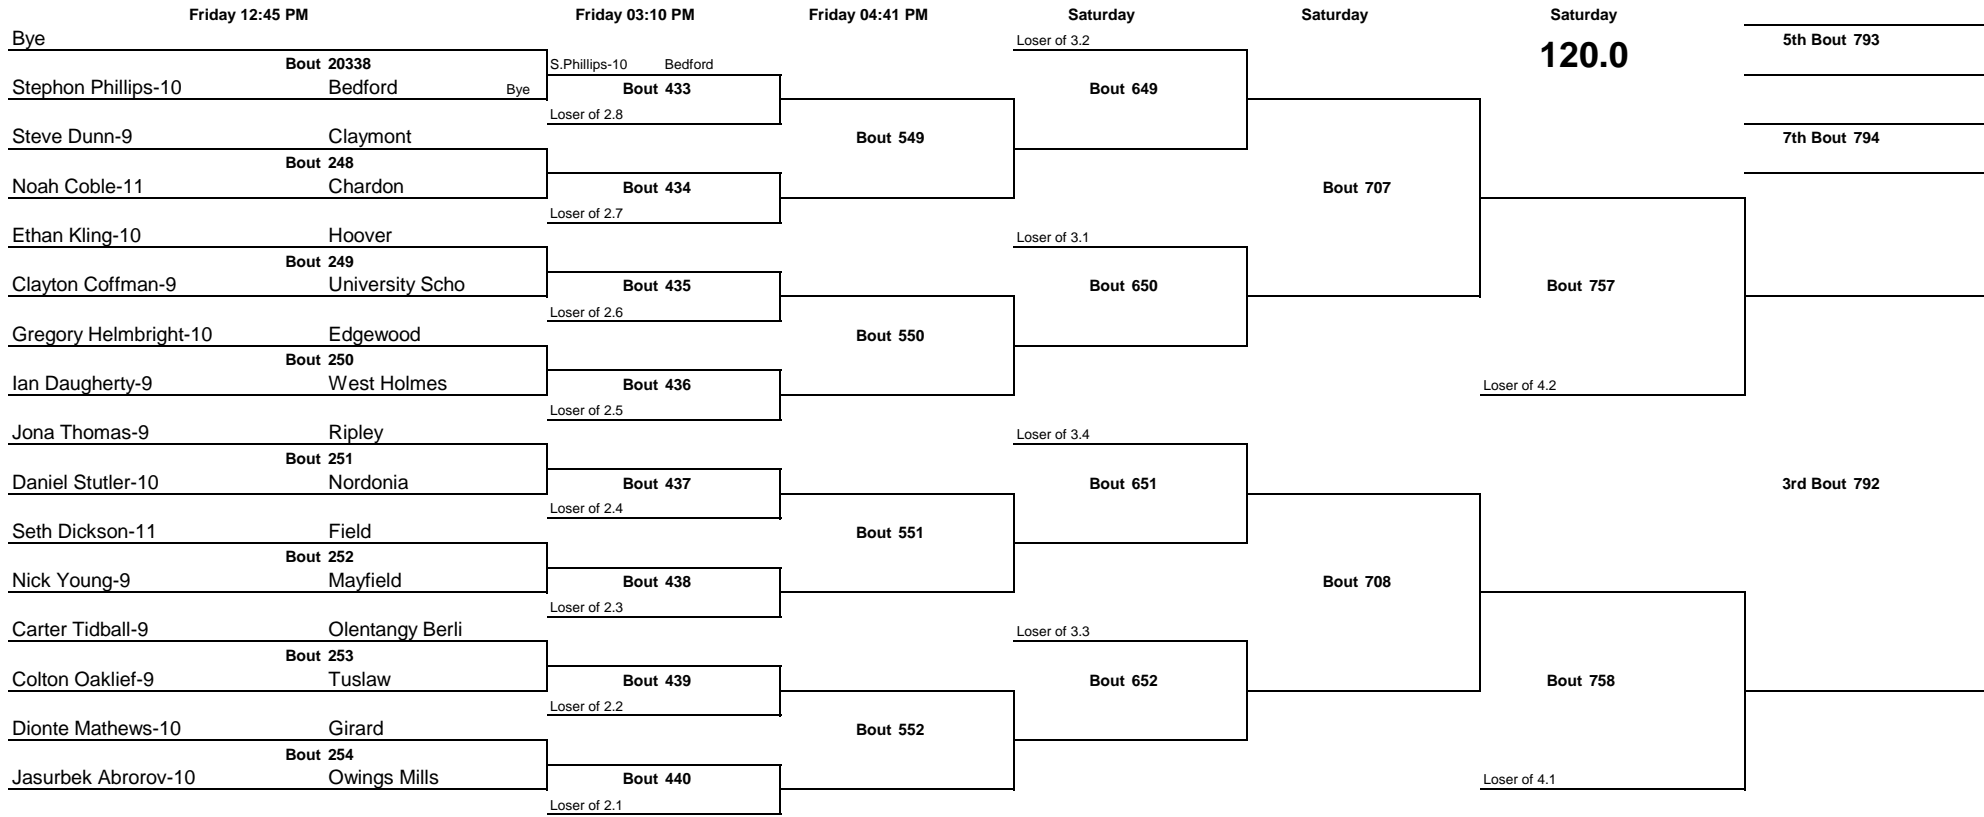 Friday 12:45 PM Friday 03:10 PM Friday 04:41 PM Saturday Saturday Saturday
Bye Loser of 3.2 120.0 5th Bout 793
Bout 20338 S.Phillips-10 Bedford
Stephon Phillips-10 Bedford Bye Bout 433 Bout 649
Loser of 2.8
Steve Dunn-9 Claymont Bout 549 7th Bout 794
Bout 248
Noah Coble-11 Chardon Bout 434 Bout 707
Loser of 2.7
Ethan Kling-10 Hoover Loser of 3.1
Bout 249
Clayton Coffman-9 University Scho Bout 435 Bout 650 Bout 757
Loser of 2.6
Gregory Helmbright-10 Edgewood Bout 550
Bout 250
Ian Daugherty-9 West Holmes Bout 436 Loser of 4.2
Loser of 2.5
Jona Thomas-9 Ripley Loser of 3.4
Bout 251
Daniel Stutler-10 Nordonia Bout 437 Bout 651 3rd Bout 792
Loser of 2.4
Seth Dickson-11 Field Bout 551
Bout 252
Nick Young-9 Mayfield Bout 438 Bout 708
Loser of 2.3
Carter Tidball-9 Olentangy Berli Loser of 3.3
Bout 253
Colton Oaklief-9 Tuslaw Bout 439 Bout 652 Bout 758
Loser of 2.2
Dionte Mathews-10 Girard Bout 552
Bout 254
Jasurbek Abrorov-10 Owings Mills Bout 440 Loser of 4.1
Loser of 2.1